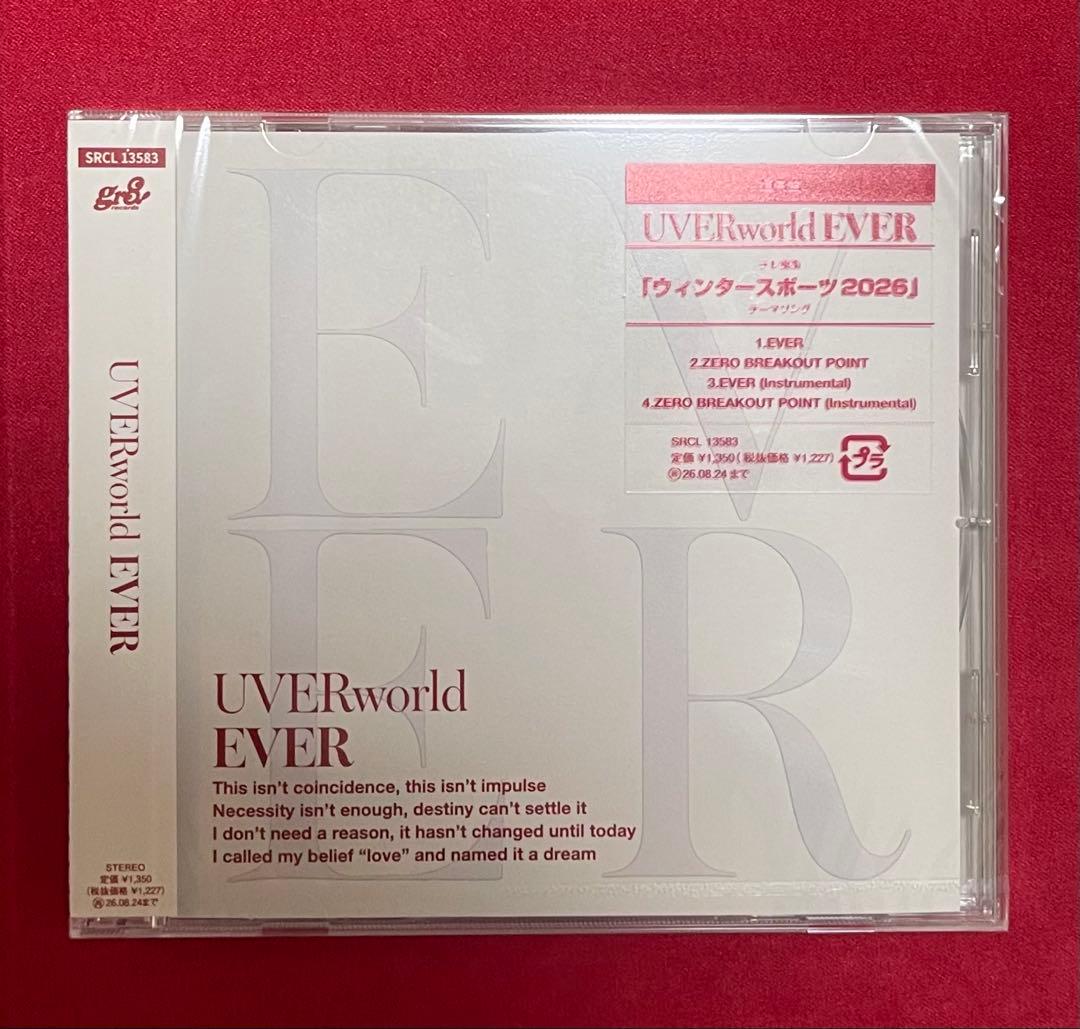 SRCL 13583
gr8!
records
UVERworld EVER
STEREO
定価 ¥1,350
(税抜価格 ¥1,227)
Ⓡ26.08.24まで
UVERworld EVER
「ウィンタースポーツ2026」
テーマソング
1.EVER
2.ZERO BREAKOUT POINT
3.EVER (Instrumental)
4.ZERO BREAKOUT POINT (Instrumental)
SRCL 13583
定価 ¥1,350(税抜価格 ¥1,227)
Ⓡ26.08.24まで
プラ
E V
E R
UVERworld
EVER
This isn't coincidence, this isn't impulse
Necessity isn't enough, destiny can't settle it
I don't need a reason, it hasn't changed until today
I called my belief “love” and named it a dream